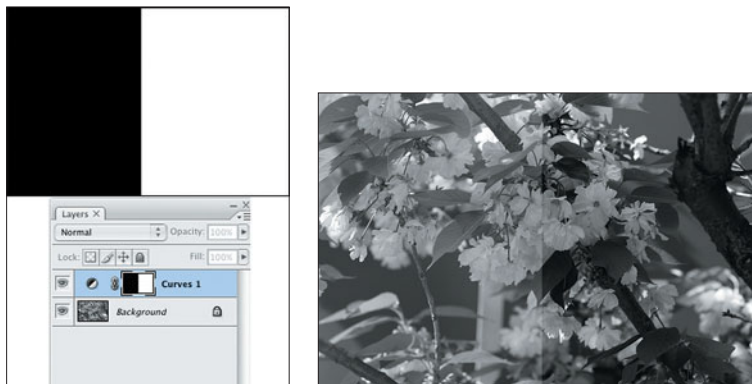 Layers ×
Normal Opacity: 100%
Lock: Fill: 100%
Curves 1
Background